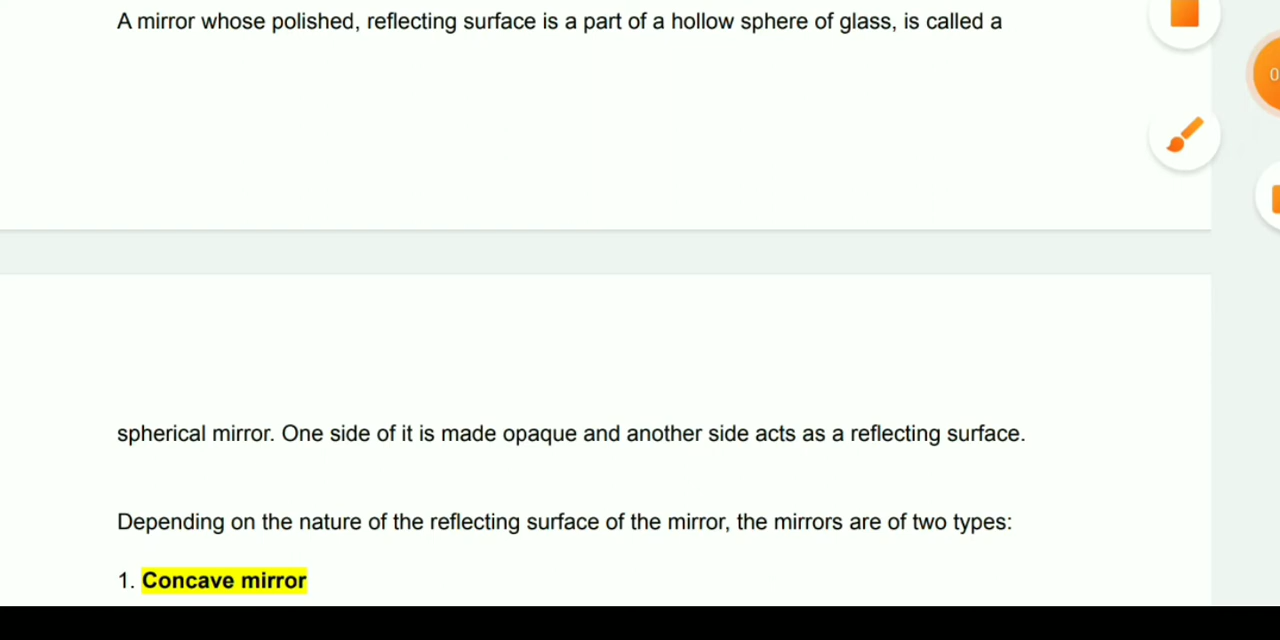 A mirror whose polished, reflecting surface is a part of a hollow sphere of glass, is called a
0
spherical mirror. One side of it is made opaque and another side acts as a reflecting surface.
Depending on the nature of the reflecting surface of the mirror, the mirrors are of two types:
1. Concave mirror